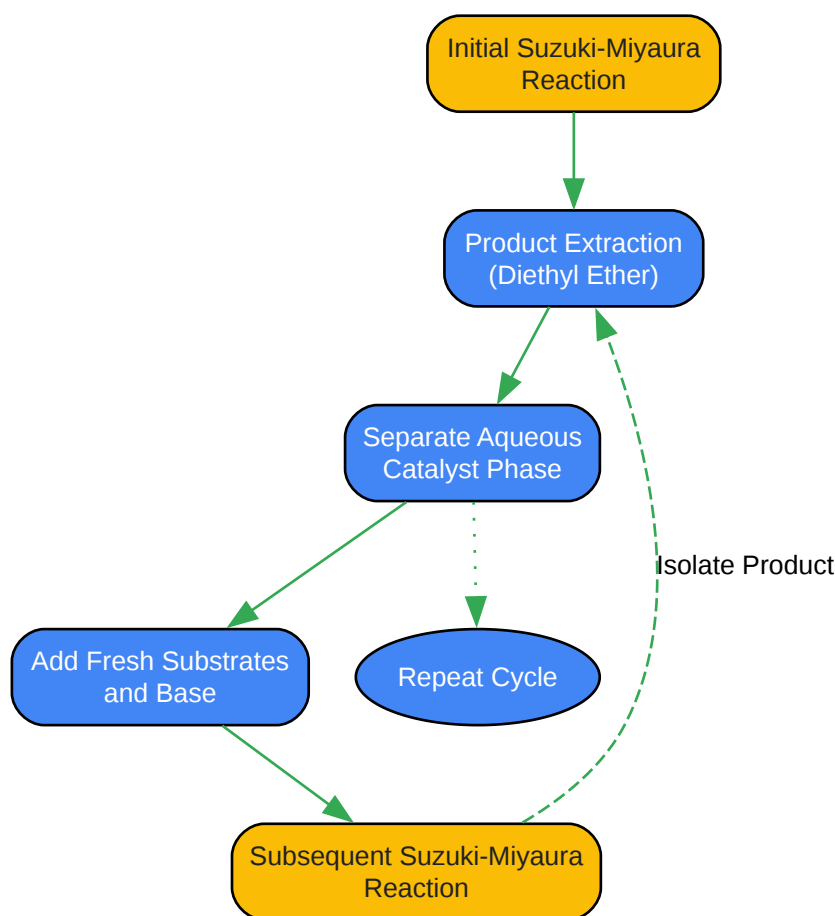 Initial Suzuki-Miyaura
Reaction
Product Extraction
(Diethyl Ether)
Separate Aqueous
Catalyst Phase
Isolate Product
Add Fresh Substrates
and Base
Repeat Cycle
Subsequent Suzuki-Miyaura
Reaction